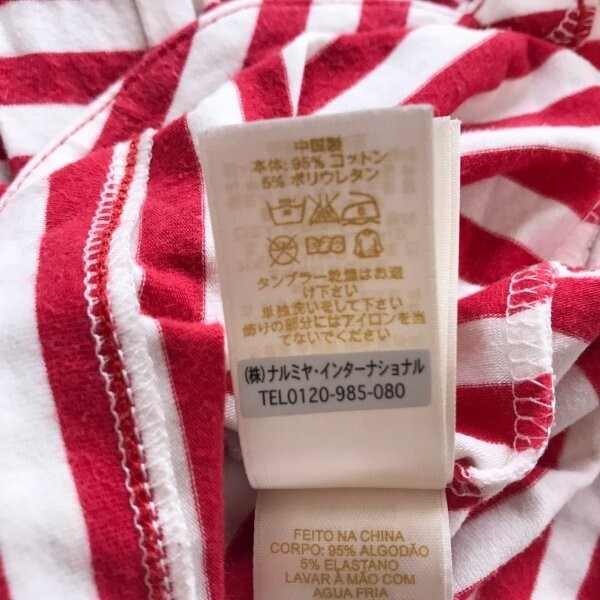 中国製
本体: 95% コットン
5% ポリウレタン
タンブラー乾燥はお避
け下さい
単独洗いをして下さい
飾りの部分にはアイロンを当
てないでください
(株)ナルミヤ・インターナショナル
TEL0120-985-080
FEITO NA CHINA
CORPO: 95% ALGODÃO
5% ELASTANO
LAVAR À MÃO COM
AGUA FRIA